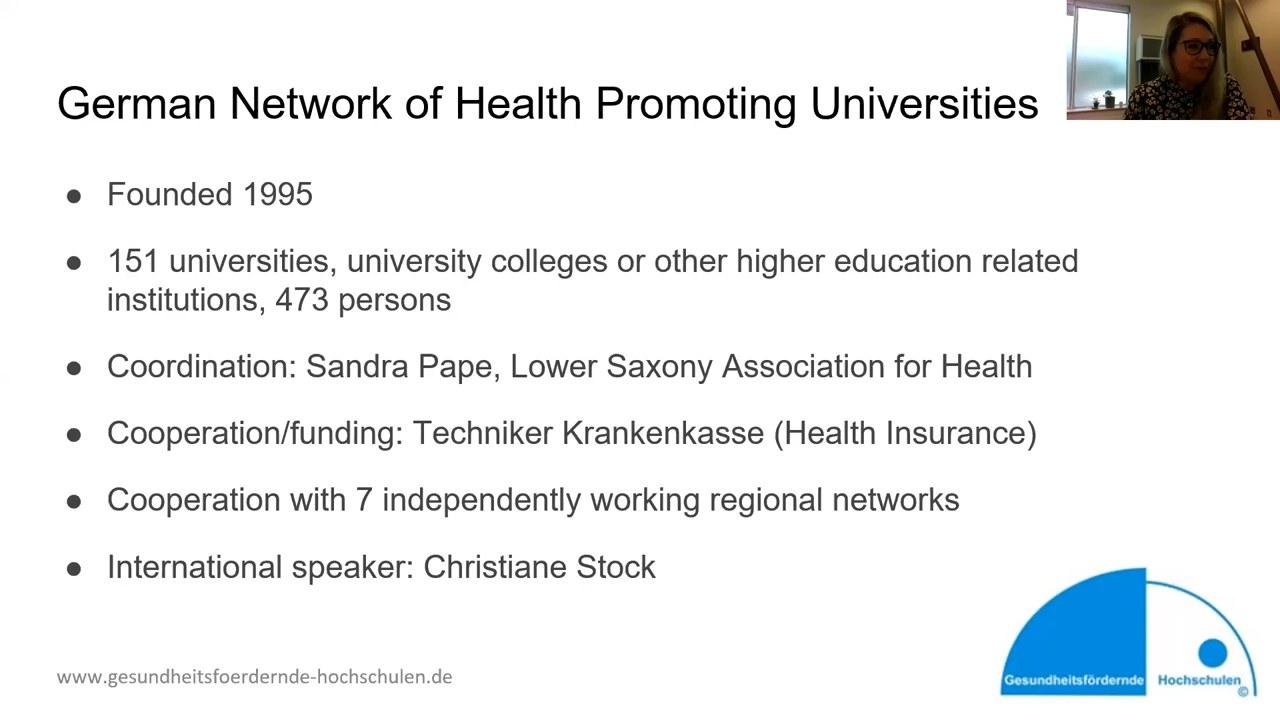 German Network of Health Promoting Universities
● Founded 1995
● 151 universities, university colleges or other higher education related
institutions, 473 persons
● Coordination: Sandra Pape, Lower Saxony Association for Health
● Cooperation/funding: Techniker Krankenkasse (Health Insurance)
● Cooperation with 7 independently working regional networks
● International speaker: Christiane Stock
www.gesundheitsfoerdernde-hochschulen.de
Gesundheitsfördernde Hochschulen
©